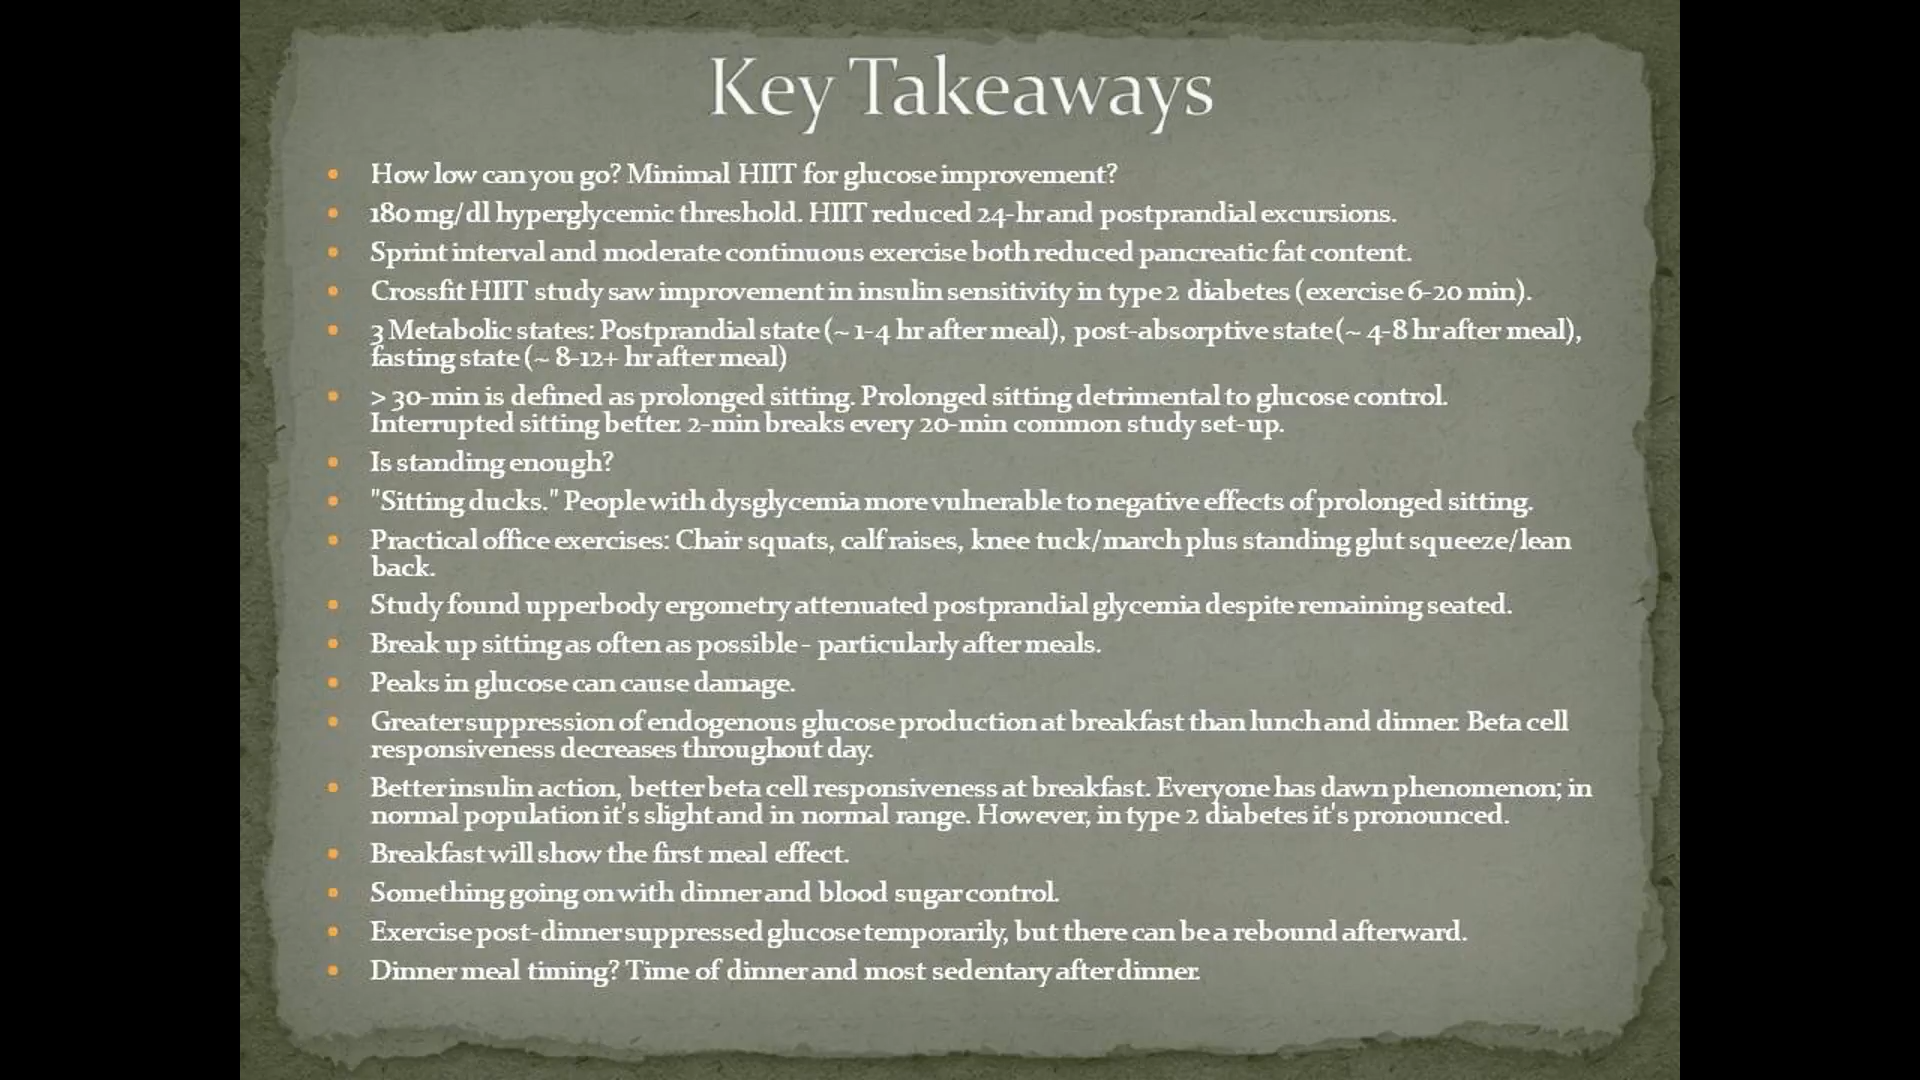 Key Takeaways
• How low can you go? Minimal HIIT for glucose improvement?
• 180 mg/dl hyperglycemic threshold. HIIT reduced 24-hr and postprandial excursions.
• Sprint interval and moderate continuous exercise both reduced pancreatic fat content.
• Crossfit HIIT study saw improvement in insulin sensitivity in type 2 diabetes (exercise 6-20 min).
• 3 Metabolic states: Postprandial state (~ 1-4 hr after meal), post-absorptive state (~ 4-8 hr after meal),
fasting state (~ 8-12+ hr after meal)
• > 30-min is defined as prolonged sitting. Prolonged sitting detrimental to glucose control.
Interrupted sitting better. 2-min breaks every 20-min common study set-up.
• Is standing enough?
• "Sitting ducks." People with dysglycemia more vulnerable to negative effects of prolonged sitting.
• Practical office exercises: Chair squats, calf raises, knee tuck/march plus standing glut squeeze/lean
back.
• Study found upperbody ergometry attenuated postprandial glycemia despite remaining seated.
• Break up sitting as often as possible - particularly after meals.
• Peaks in glucose can cause damage.
• Greater suppression of endogenous glucose production at breakfast than lunch and dinner. Beta cell
responsiveness decreases throughout day.
• Better insulin action, better beta cell responsiveness at breakfast. Everyone has dawn phenomenon; in
normal population it's slight and in normal range. However, in type 2 diabetes it's pronounced.
• Breakfast will show the first meal effect.
• Something going on with dinner and blood sugar control.
• Exercise post-dinner suppressed glucose temporarily, but there can be a rebound afterward.
• Dinner meal timing? Time of dinner and most sedentary after dinner.